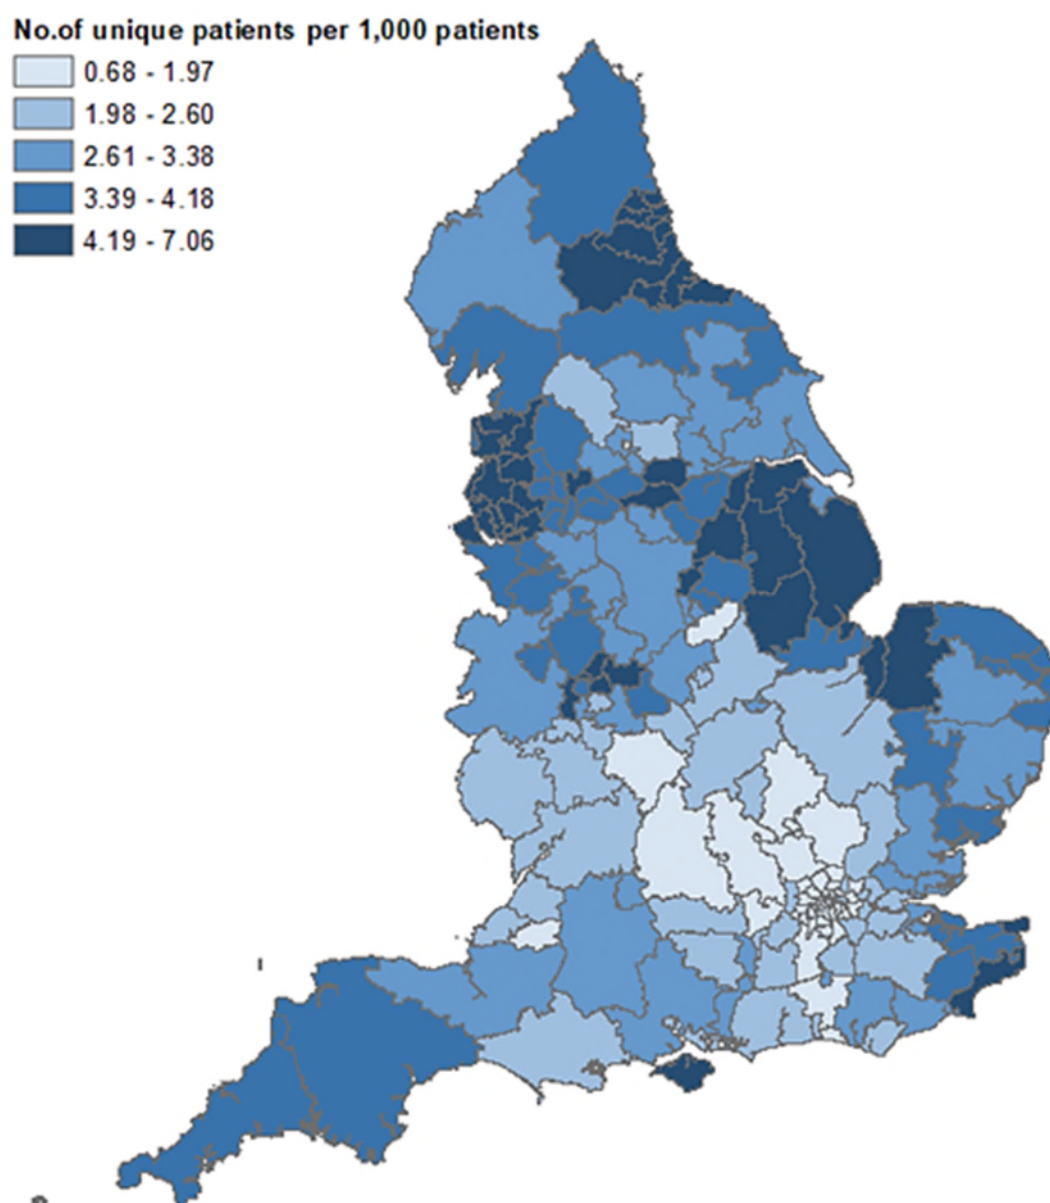 No.of unique patients per 1,000 patients
0.68 - 1.97
1.98 - 2.60
2.61 - 3.38
3.39 - 4.18
4.19 - 7.06